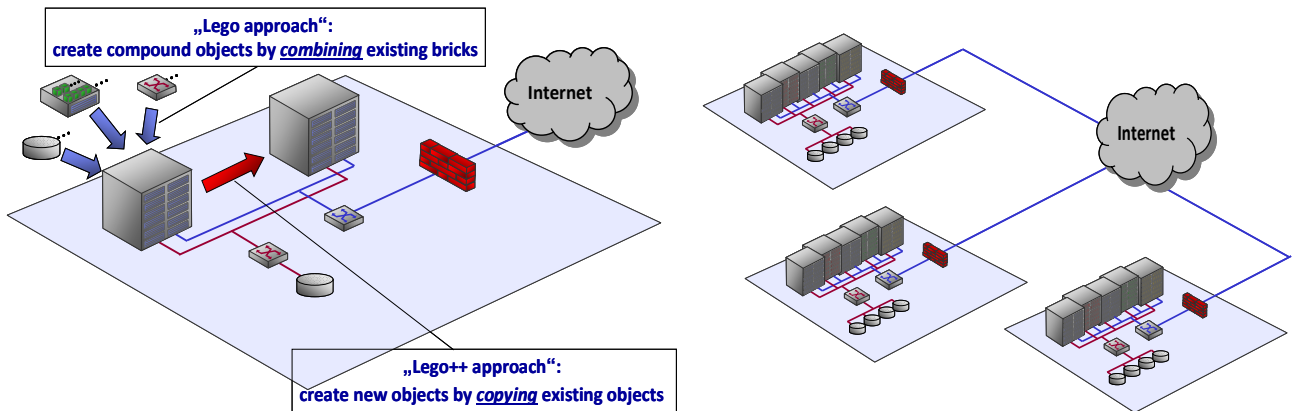 „Lego approach“:
create compound objects by combining existing bricks
Internet
„Lego++ approach“:
create new objects by copying existing objects
Internet